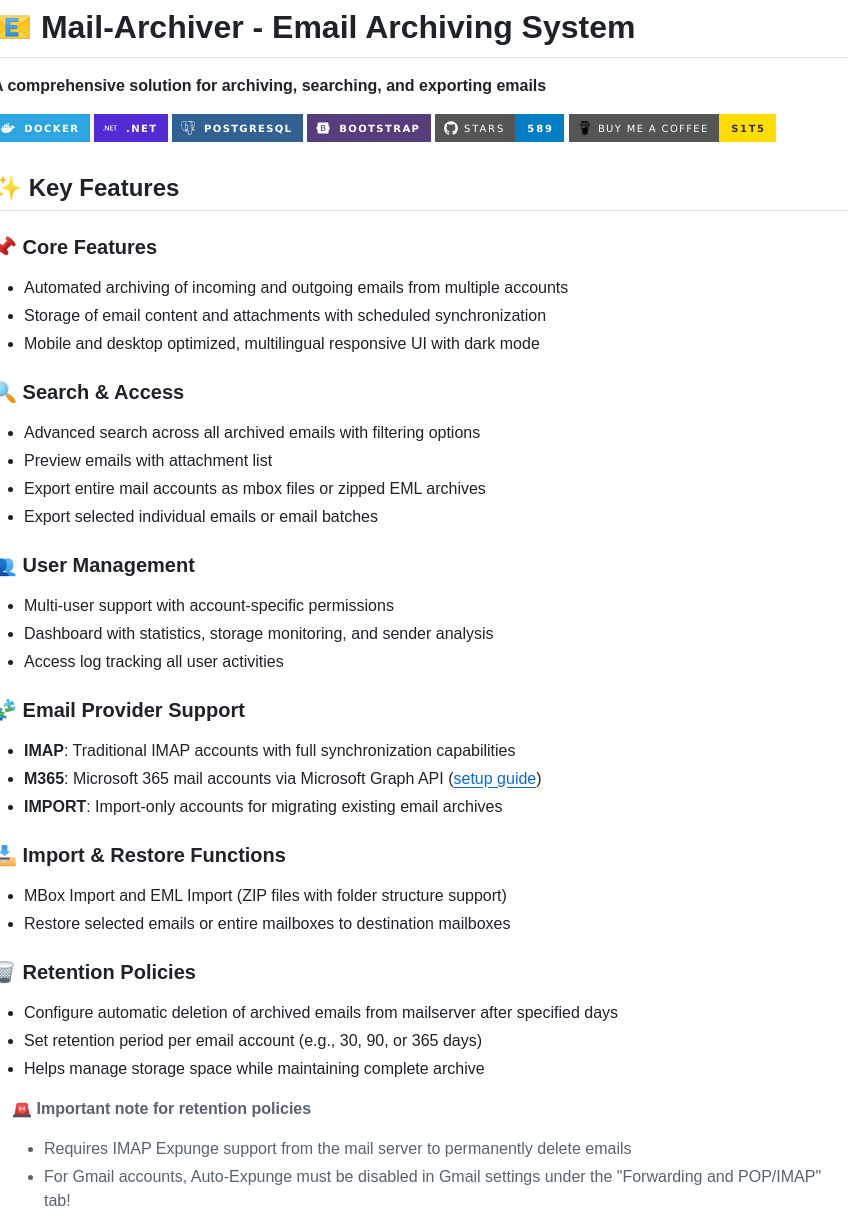 Mail-Archiver - Email Archiving System
A comprehensive solution for archiving, searching, and exporting emails
DOCKER .NET .NET POSTGRESQL B BOOTSTRAP STARS 589 BUY ME A COFFEE S1T5
Key Features
Core Features
Automated archiving of incoming and outgoing emails from multiple accounts
Storage of email content and attachments with scheduled synchronization
Mobile and desktop optimized, multilingual responsive UI with dark mode
Search & Access
Advanced search across all archived emails with filtering options
Preview emails with attachment list
Export entire mail accounts as mbox files or zipped EML archives
Export selected individual emails or email batches
User Management
Multi-user support with account-specific permissions
Dashboard with statistics, storage monitoring, and sender analysis
Access log tracking all user activities
Email Provider Support
IMAP: Traditional IMAP accounts with full synchronization capabilities
M365: Microsoft 365 mail accounts via Microsoft Graph API (setup guide)
IMPORT: Import-only accounts for migrating existing email archives
Import & Restore Functions
MBox Import and EML Import (ZIP files with folder structure support)
Restore selected emails or entire mailboxes to destination mailboxes
Retention Policies
Configure automatic deletion of archived emails from mailserver after specified days
Set retention period per email account (e.g., 30, 90, or 365 days)
Helps manage storage space while maintaining complete archive
Important note for retention policies
Requires IMAP Expunge support from the mail server to permanently delete emails
For Gmail accounts, Auto-Expunge must be disabled in Gmail settings under the "Forwarding and POP/IMAP"
tab!